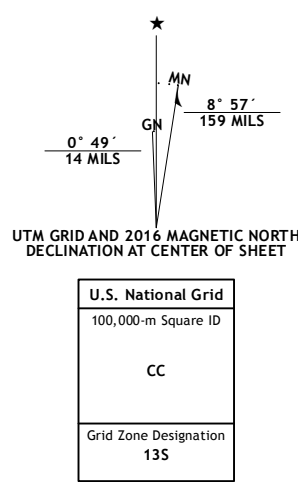 ★
MN
8° 57´
159 MILS
GN
0° 49´
14 MILS
UTM GRID AND 2016 MAGNETIC NORTH
DECLINATION AT CENTER OF SHEET
U.S. National Grid
100,000-m Square ID
CC
Grid Zone Designation
13S